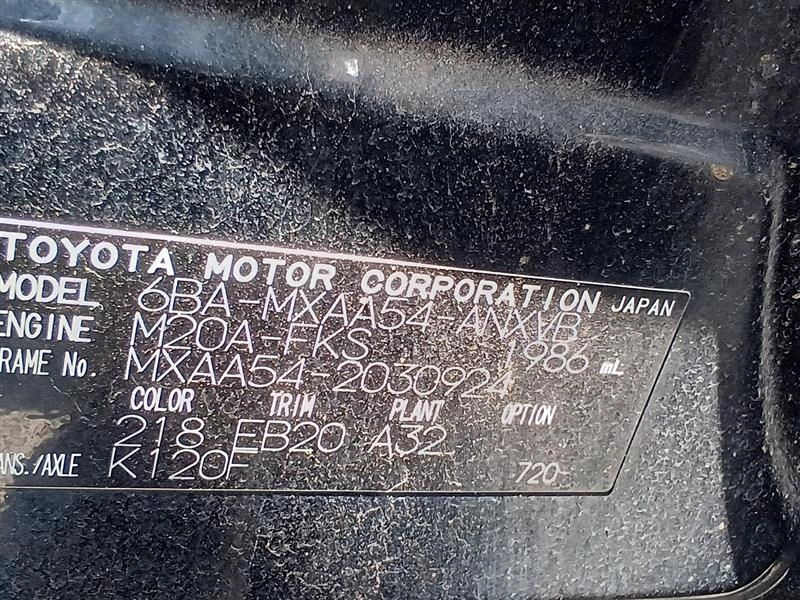 TOYOTA MOTOR CORPORATION JAPAN
MODEL 6BA-MXAA54-ANXVB
ENGINE M20A-FKS 1986 mL
RAME No. MXAA54-2030924
COLOR TRIM PLANT OPTION
218 EB20 A32
ANS./AXLE K120F 720-